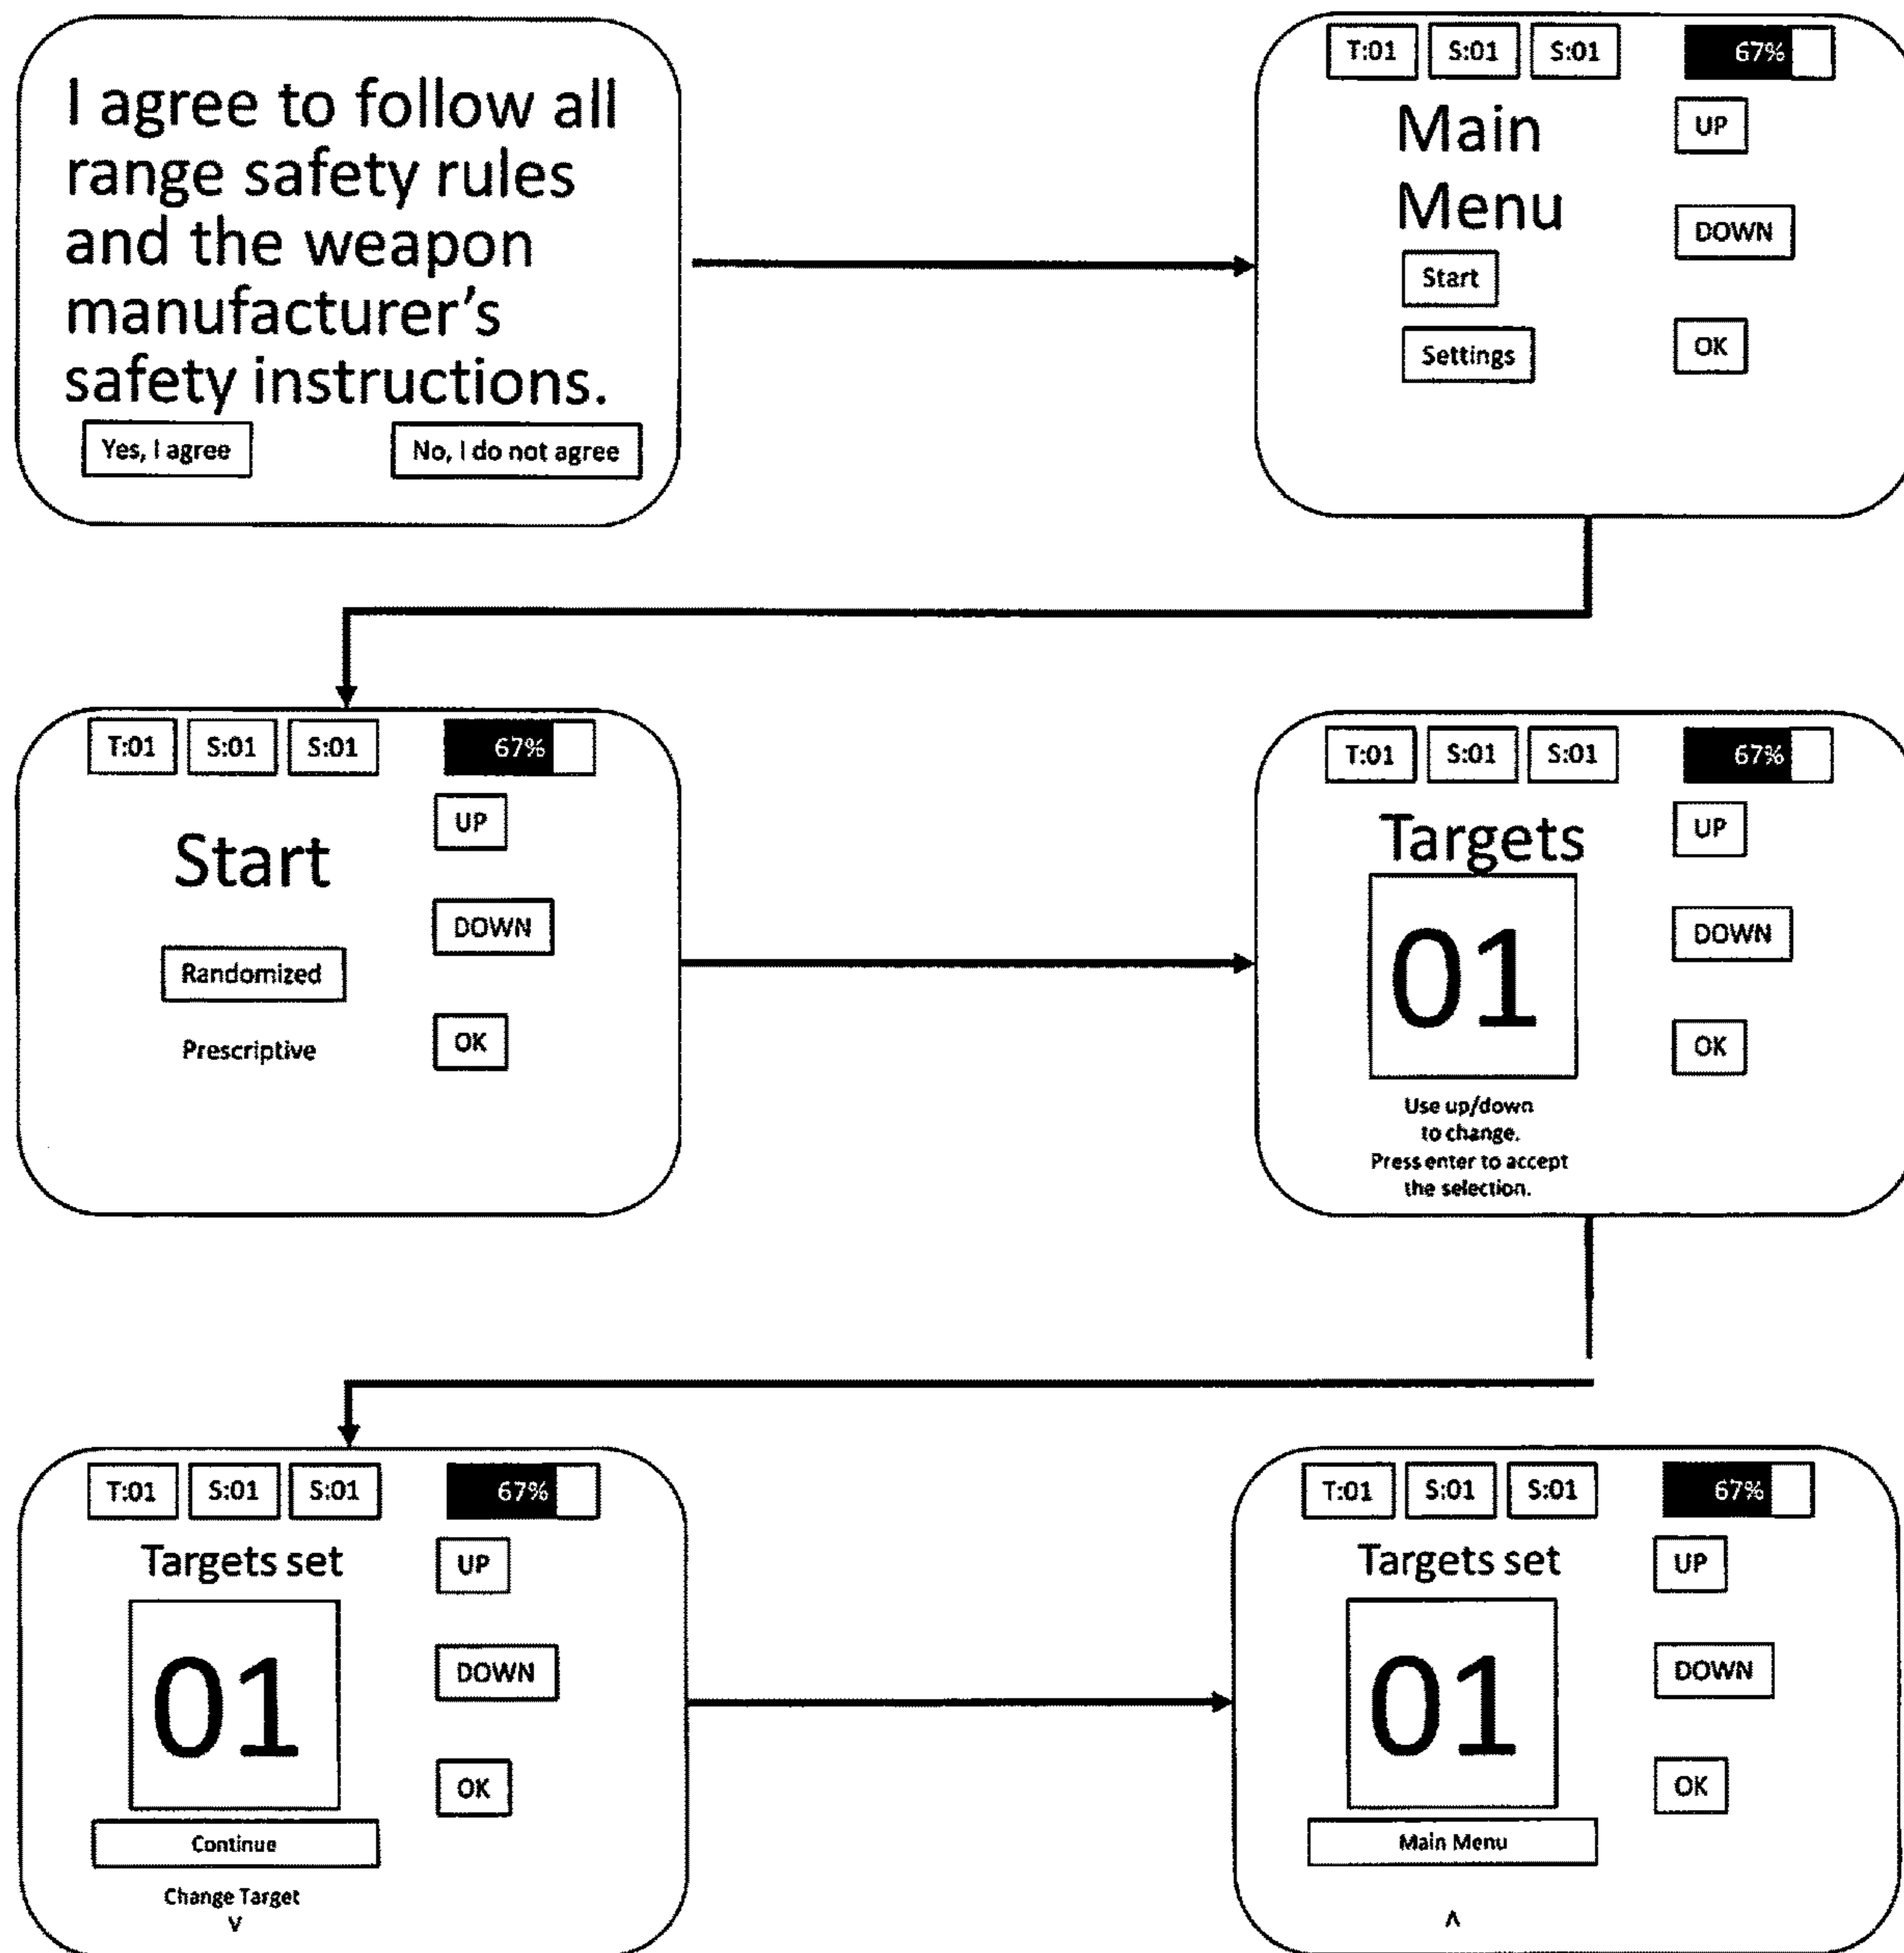 I agree to follow all
range safety rules
and the weapon
manufacturer's
safety instructions.
Yes, I agree
No, I do not agree
T:01 S:01 S:01 67%
Main
Menu
Start
Settings
UP
DOWN
OK
T:01 S:01 S:01 67%
Start
Randomized
Prescriptive
UP
DOWN
OK
T:01 S:01 S:01 67%
Targets
01
Use up/down
to change.
Press enter to accept
the selection.
UP
DOWN
OK
T:01 S:01 S:01 67%
Targets set
01
Continue
Change Target
V
UP
DOWN
OK
T:01 S:01 S:01 67%
Targets set
01
Main Menu
Λ
UP
DOWN
OK